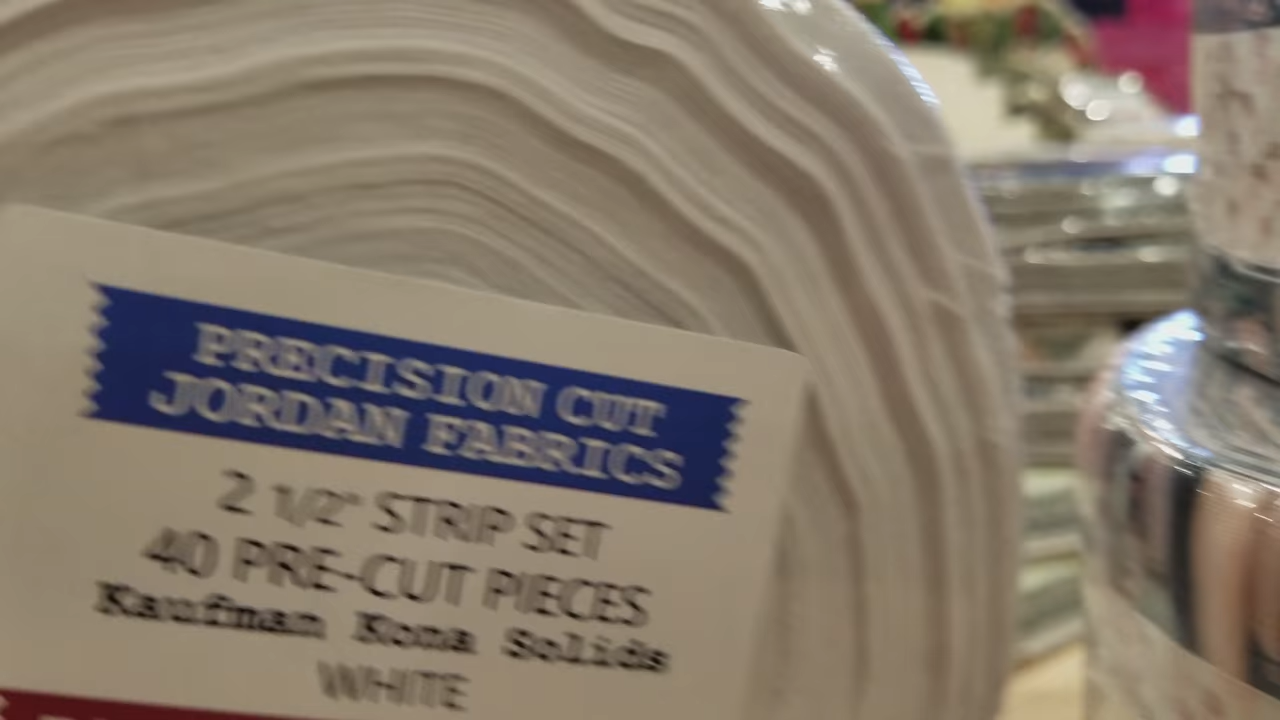 PRECISION CUT
JORDAN FABRICS
2 1/2" STRIP SET
40 PRE-CUT PIECES
Kaufman Kona Solids
WHITE